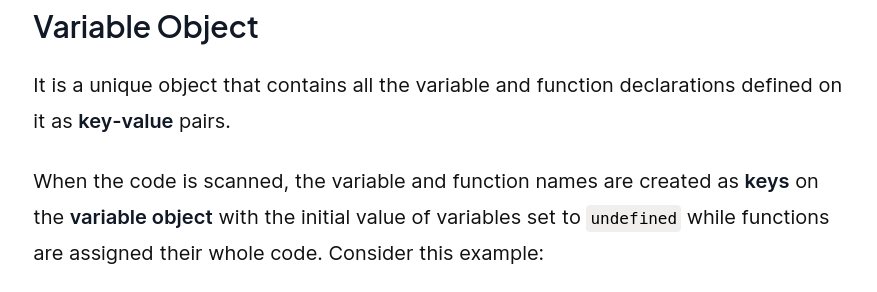 Variable Object
It is a unique object that contains all the variable and function declarations defined on
it as key-value pairs.
When the code is scanned, the variable and function names are created as keys on
the variable object with the initial value of variables set to undefined while functions
are assigned their whole code. Consider this example: